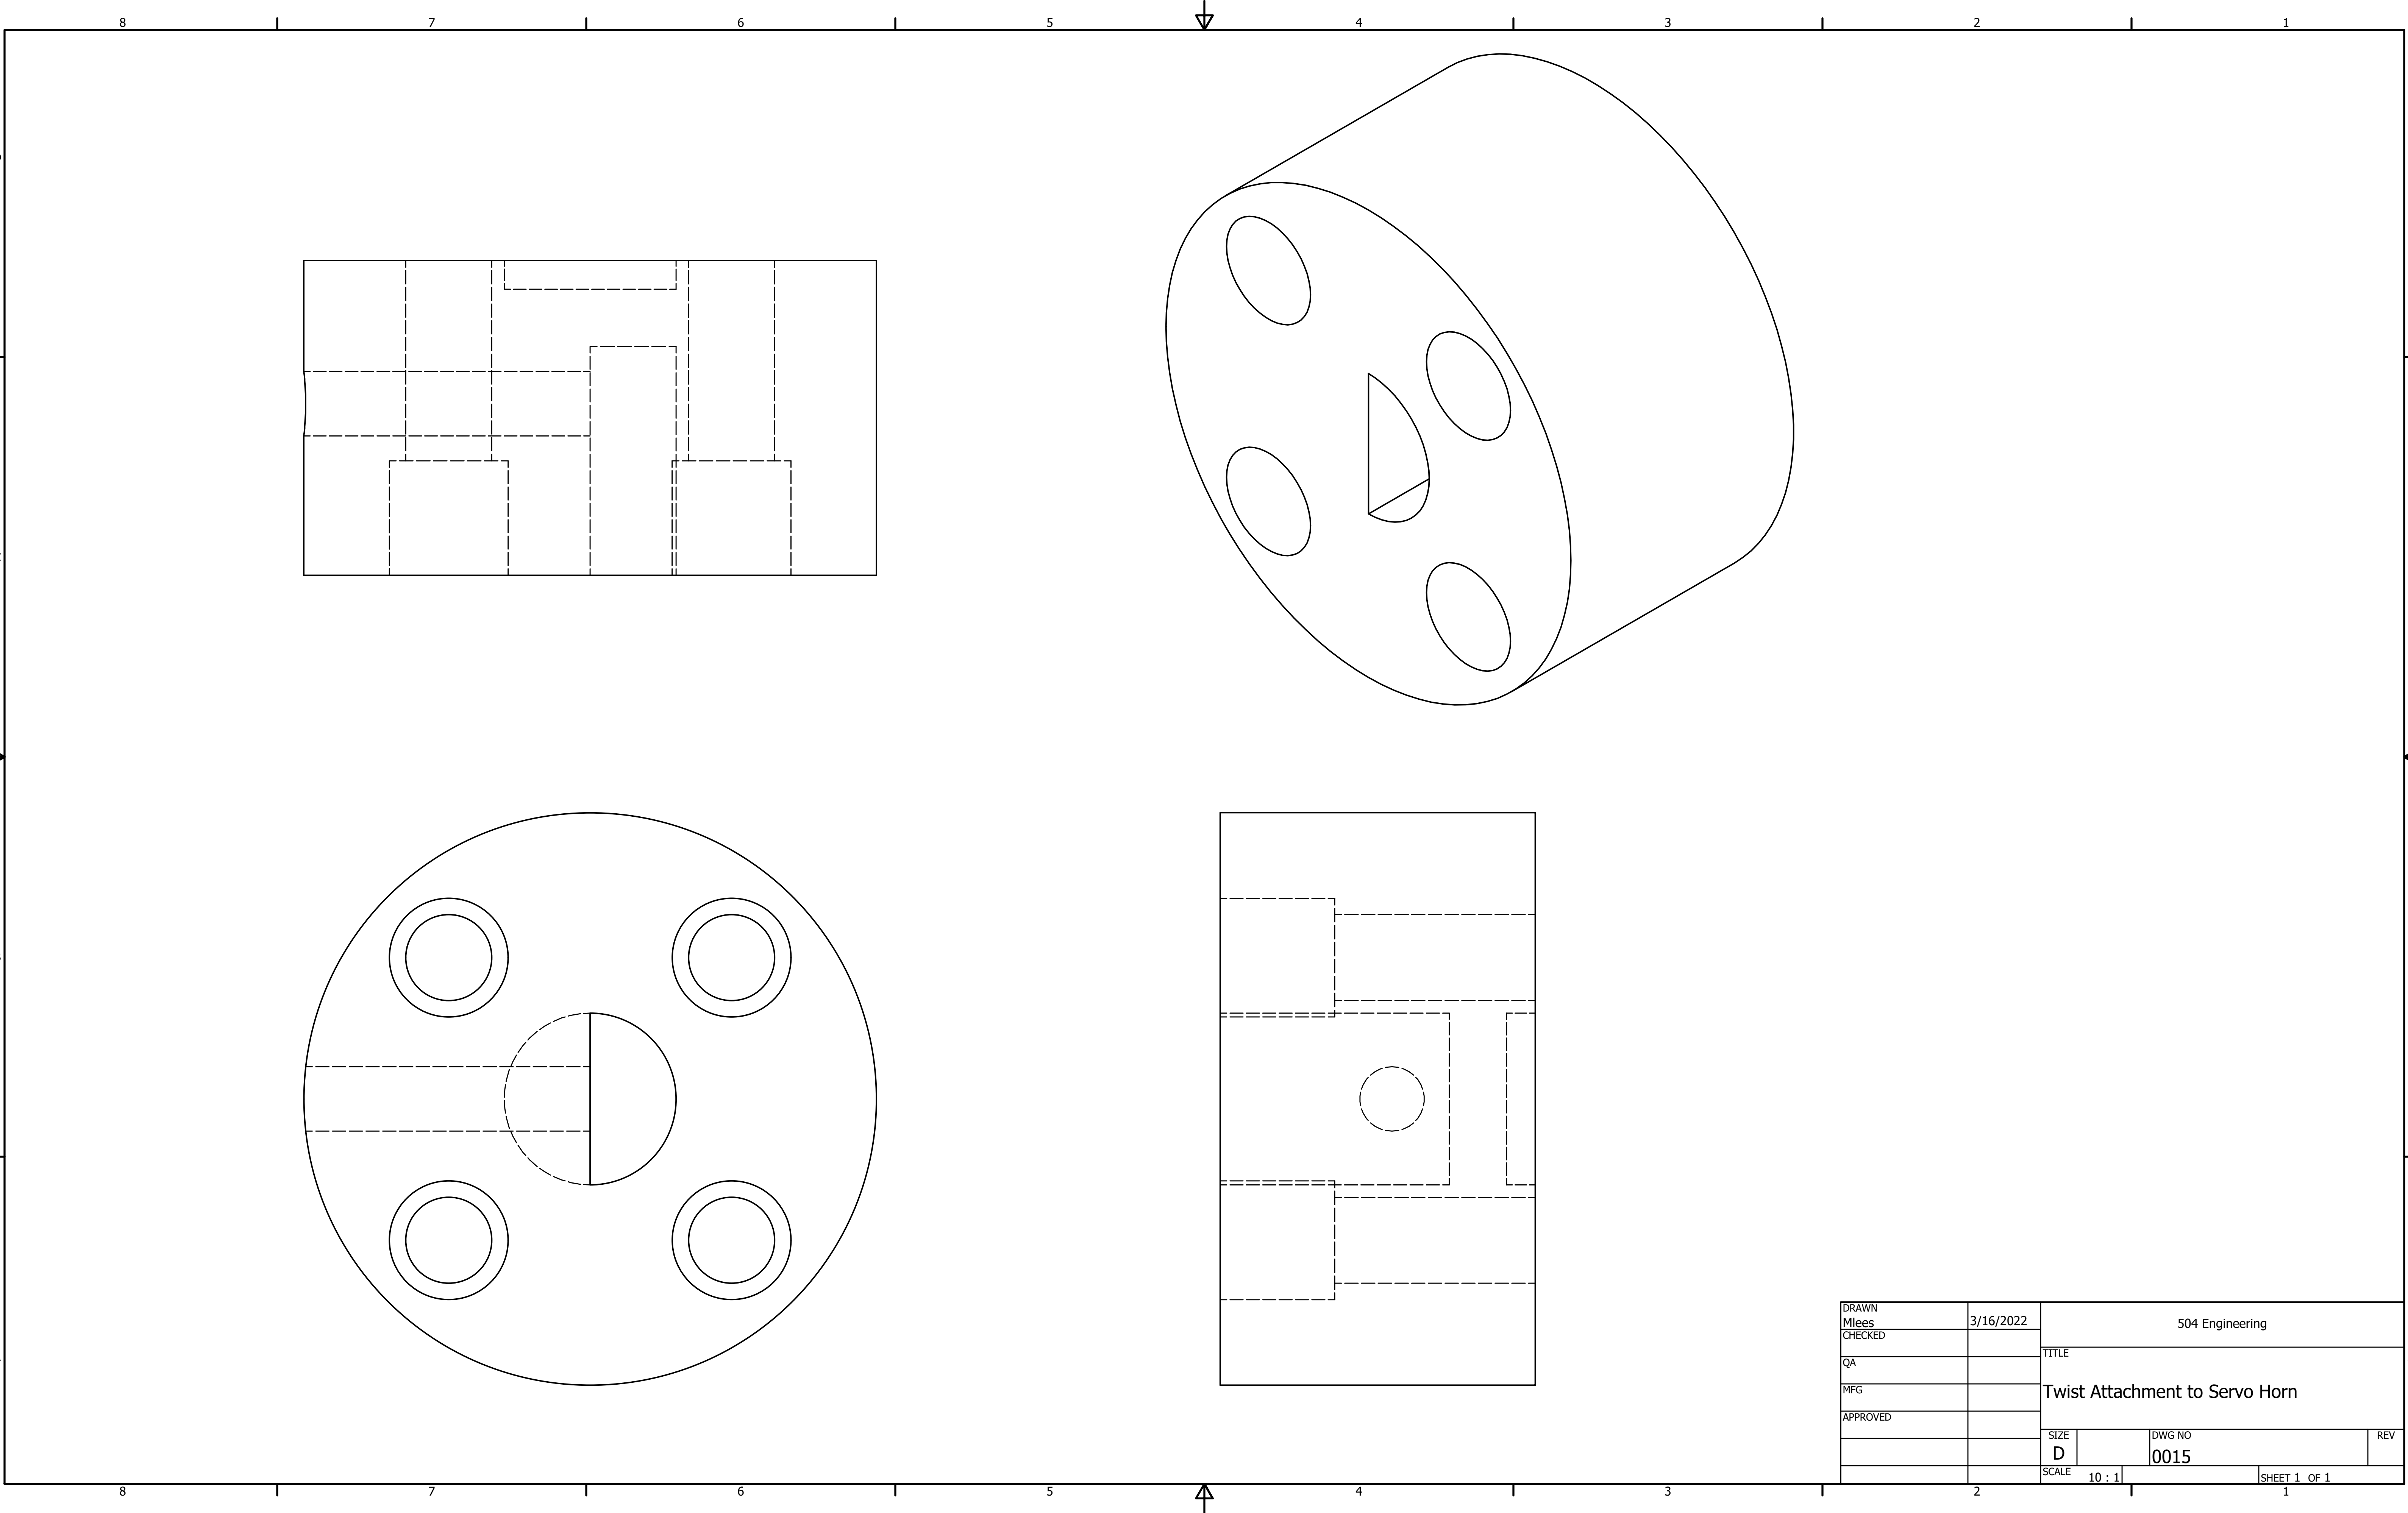 8 7 6 5 4 3 2 1
DRAWN
Mlees 3/16/2022
CHECKED
QA
MFG
APPROVED
504 Engineering
TITLE
Twist Attachment to Servo Horn
SIZE
D
DWG NO
0015
REV
SCALE 10 : 1
SHEET 1 OF 1
8 7 6 5 4 3 2 1